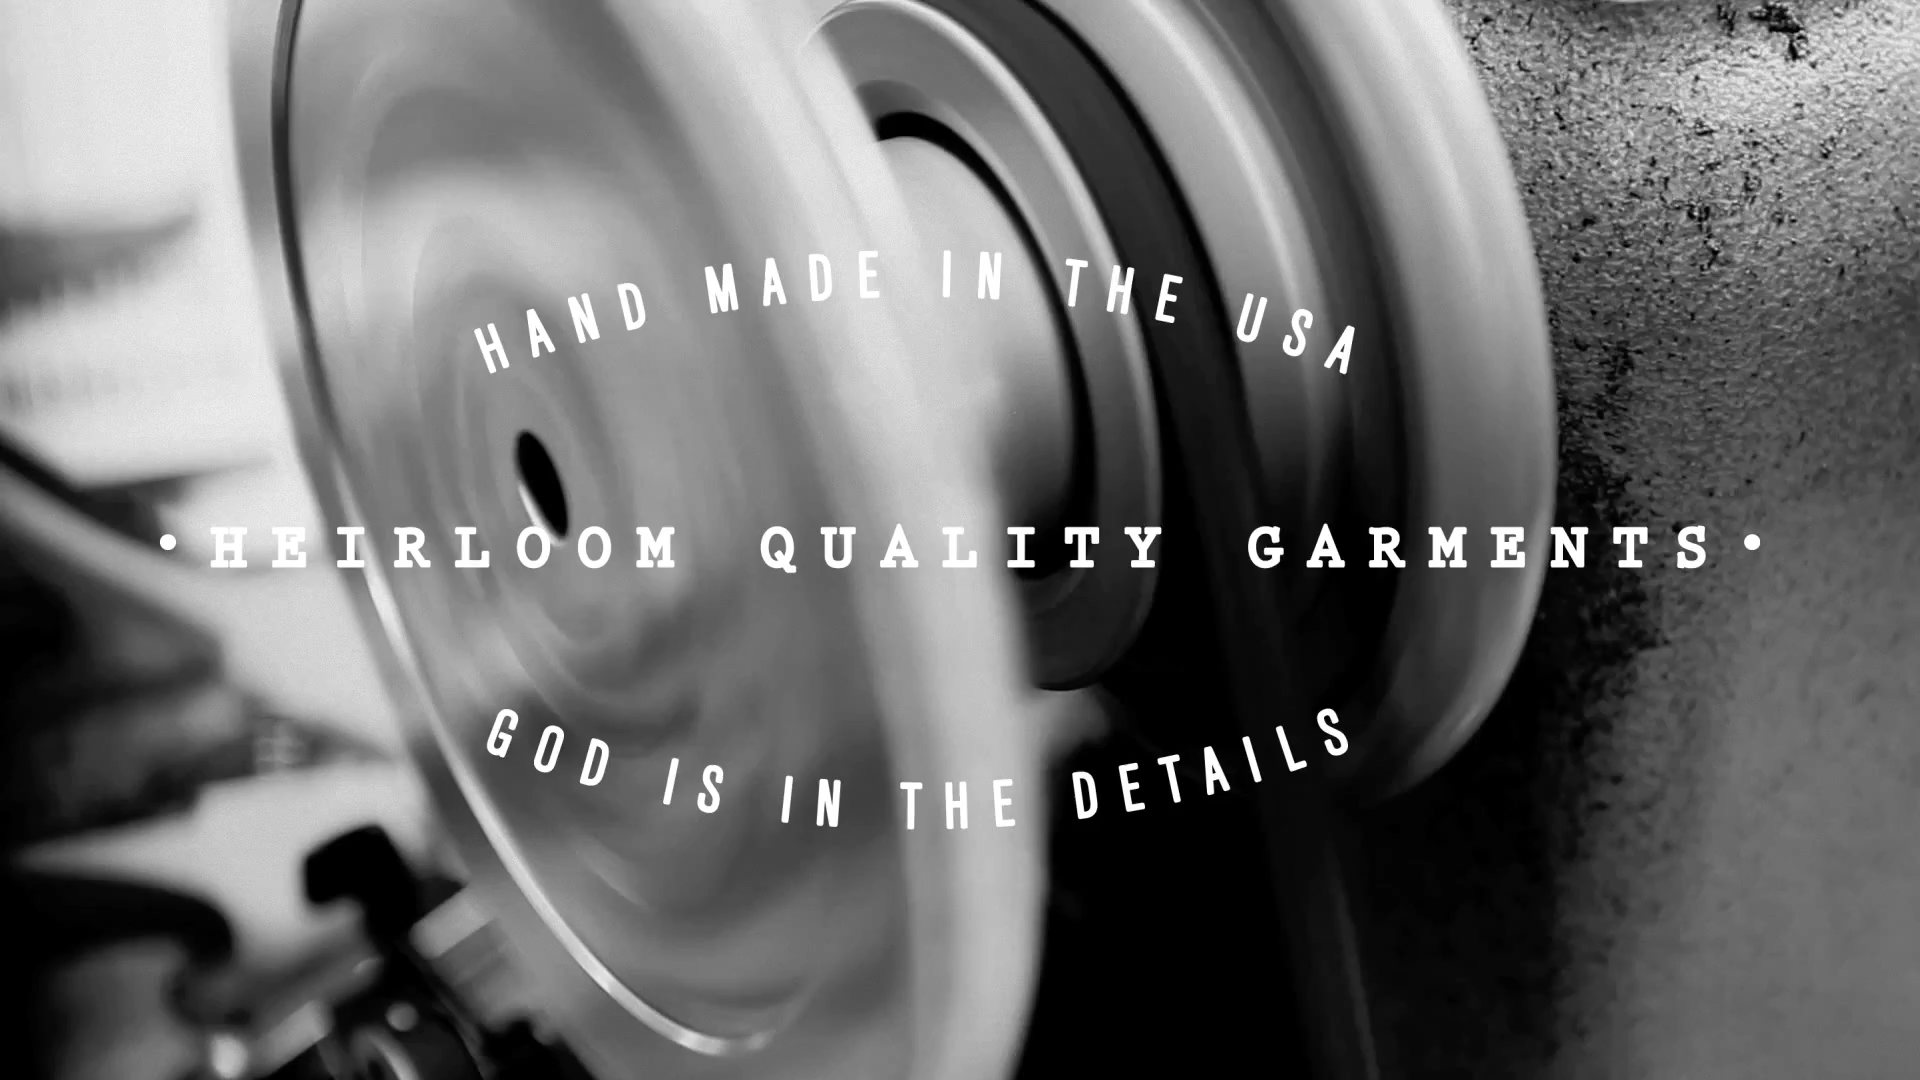 HAND MADE IN THE USA
• HEIRLOOM QUALITY GARMENTS •
GOD IS IN THE DETAILS